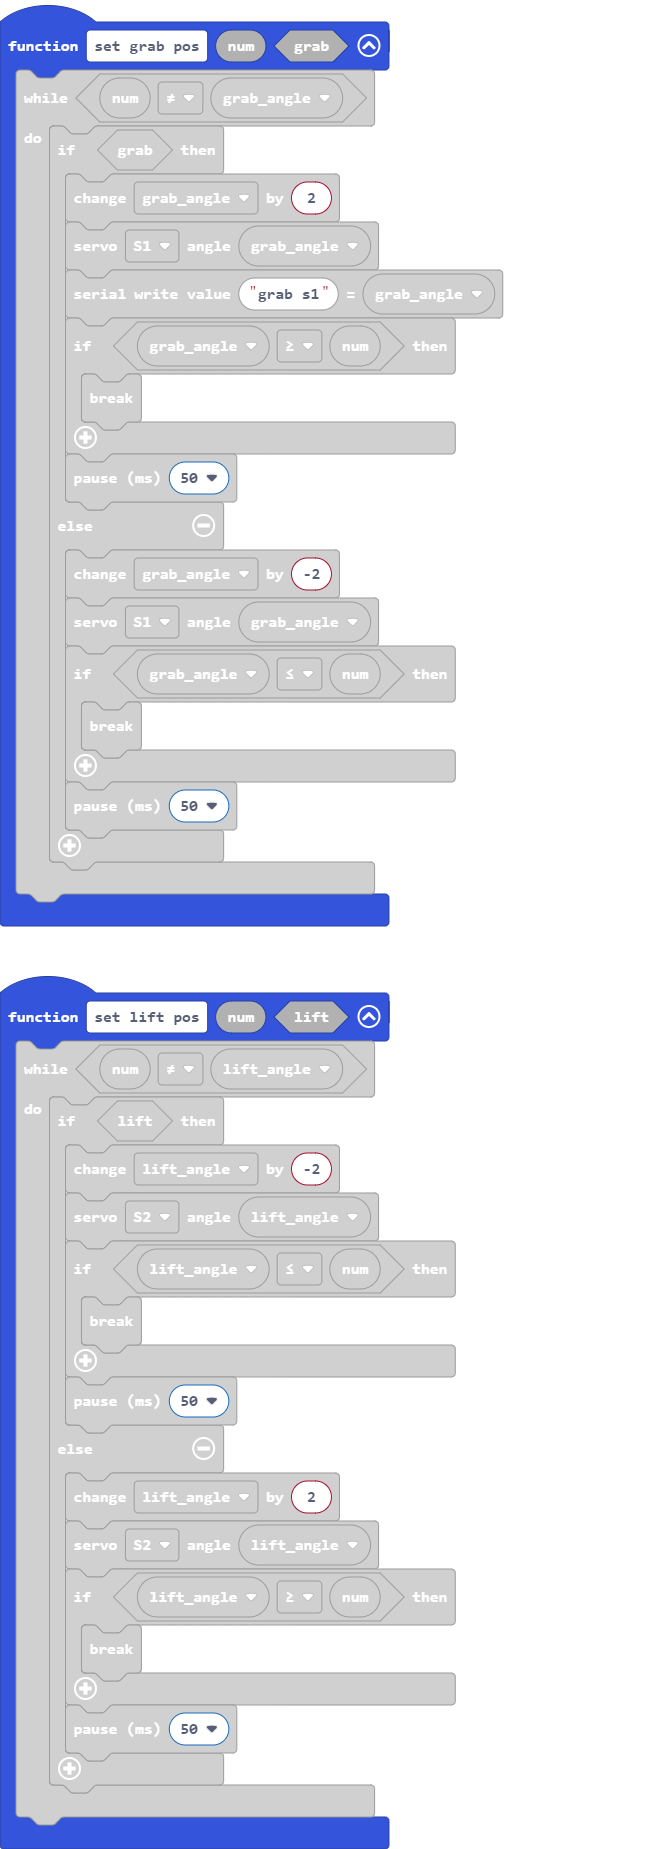 function set grab pos num grab
while num ≠ grab_angle
do
if grab then
change grab_angle by 2
servo S1 angle grab_angle
serial write value "grab s1" = grab_angle
if grab_angle ≥ num then
break
pause (ms) 50
else
change grab_angle by -2
servo S1 angle grab_angle
if grab_angle ≤ num then
break
pause (ms) 50
function set lift pos num lift
while num ≠ lift_angle
do
if lift then
change lift_angle by -2
servo S2 angle lift_angle
if lift_angle ≤ num then
break
pause (ms) 50
else
change lift_angle by 2
servo S2 angle lift_angle
if lift_angle ≥ num then
break
pause (ms) 50